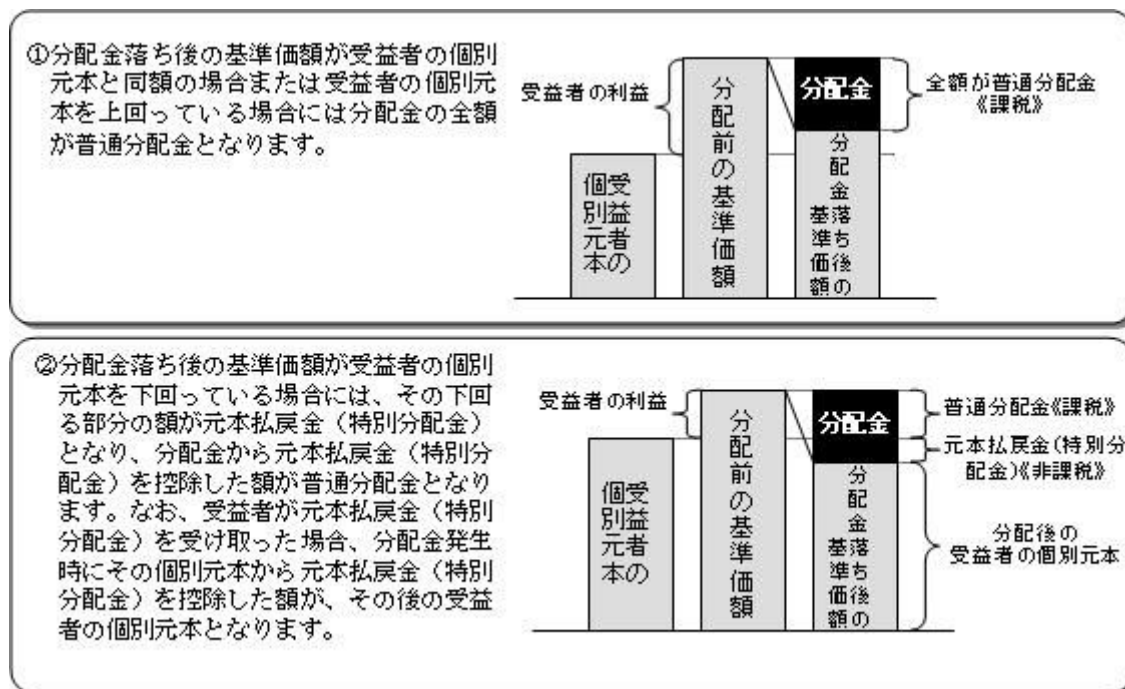 ①分配金落ち後の基準価額が受益者の個別
元本と同額の場合または受益者の個別元
本を上回っている場合には分配金の全額
が普通分配金となります。
受益者の利益
個別元本
受益者の
分配前の基準価額
分配金
分配金落ち後の
基準価額
全額が普通分配金
《課税》
②分配金落ち後の基準価額が受益者の個別
元本を下回っている場合には、その下回
る部分の額が元本払戻金（特別分配金）
となり、分配金から元本払戻金（特別分
配金）を控除した額が普通分配金となり
ます。なお、受益者が元本払戻金（特別
分配金）を受け取った場合、分配金発生
時にその個別元本から元本払戻金（特別
分配金）を控除した額が、その後の受益
者の個別元本となります。
受益者の利益
受益者の
個別元本
分配前の基準価額
分配金
分配金落ち後の
基準価額
普通分配金《課税》
元本払戻金（特別分
配金）《非課税》
分配後の
受益者の個別元本